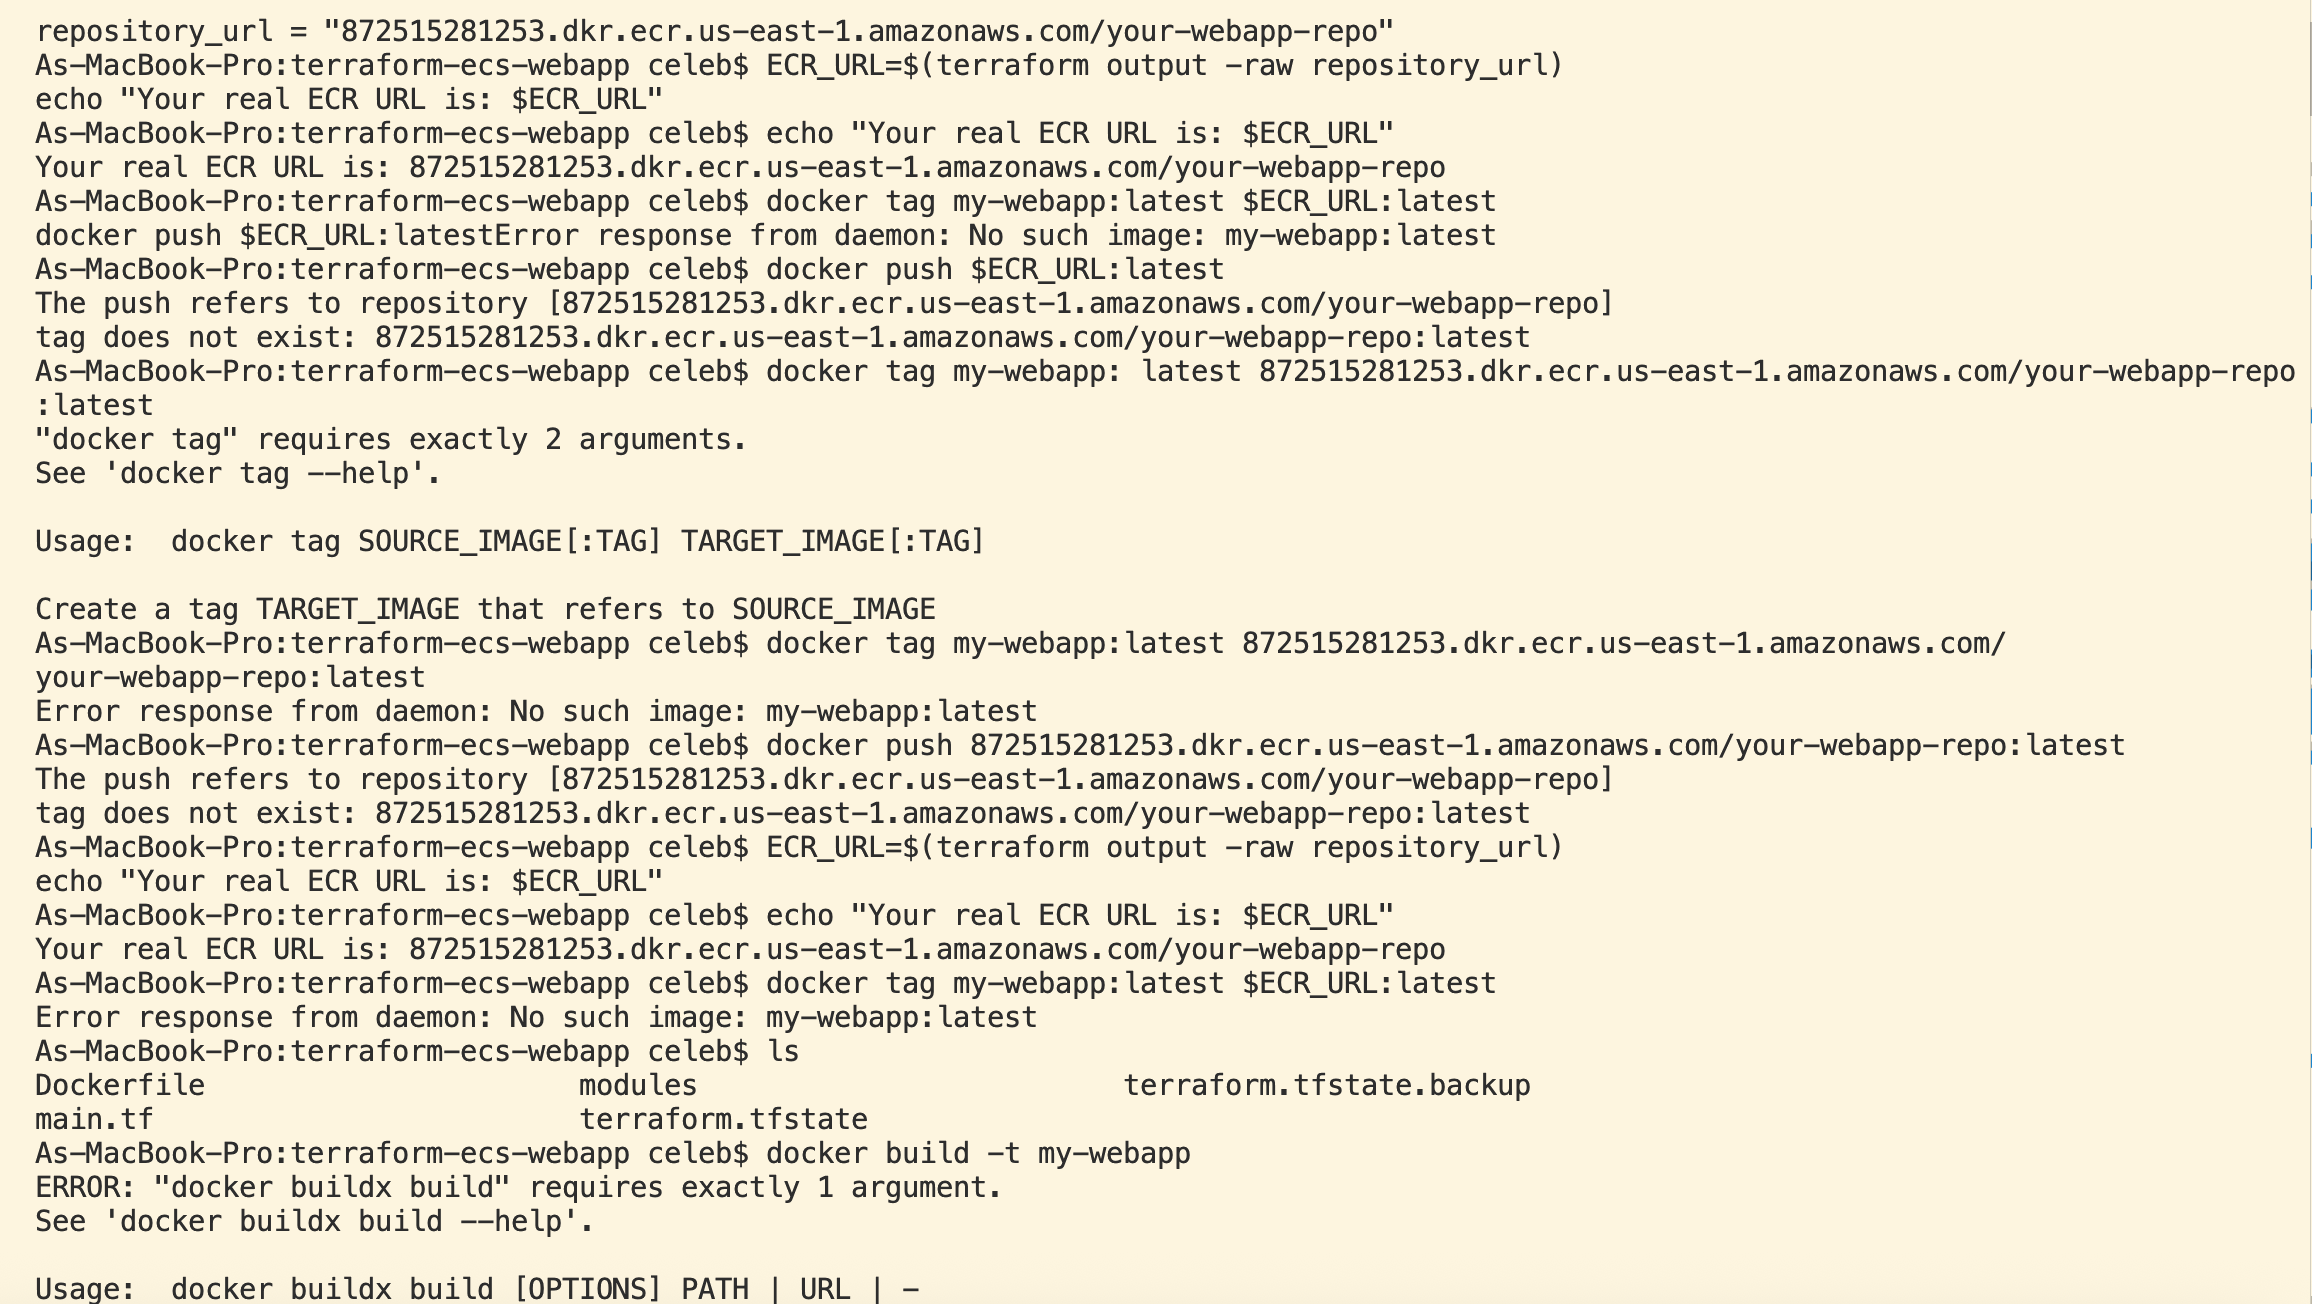 repository_url = "872515281253.dkr.ecr.us-east-1.amazonaws.com/your-webapp-repo"
As-MacBook-Pro:terraform-ecs-webapp celeb$ ECR_URL=$(terraform output -raw repository_url)
echo "Your real ECR URL is: $ECR_URL"
As-MacBook-Pro:terraform-ecs-webapp celeb$ echo "Your real ECR URL is: $ECR_URL"
Your real ECR URL is: 872515281253.dkr.ecr.us-east-1.amazonaws.com/your-webapp-repo
As-MacBook-Pro:terraform-ecs-webapp celeb$ docker tag my-webapp:latest $ECR_URL:latest
docker push $ECR_URL:latestError response from daemon: No such image: my-webapp:latest
As-MacBook-Pro:terraform-ecs-webapp celeb$ docker push $ECR_URL:latest
The push refers to repository [872515281253.dkr.ecr.us-east-1.amazonaws.com/your-webapp-repo]
tag does not exist: 872515281253.dkr.ecr.us-east-1.amazonaws.com/your-webapp-repo:latest
As-MacBook-Pro:terraform-ecs-webapp celeb$ docker tag my-webapp: latest 872515281253.dkr.ecr.us-east-1.amazonaws.com/your-webapp-repo
:latest
"docker tag" requires exactly 2 arguments.
See 'docker tag --help'.

Usage:  docker tag SOURCE_IMAGE[:TAG] TARGET_IMAGE[:TAG]

Create a tag TARGET_IMAGE that refers to SOURCE_IMAGE
As-MacBook-Pro:terraform-ecs-webapp celeb$ docker tag my-webapp:latest 872515281253.dkr.ecr.us-east-1.amazonaws.com/
your-webapp-repo:latest
Error response from daemon: No such image: my-webapp:latest
As-MacBook-Pro:terraform-ecs-webapp celeb$ docker push 872515281253.dkr.ecr.us-east-1.amazonaws.com/your-webapp-repo:latest
The push refers to repository [872515281253.dkr.ecr.us-east-1.amazonaws.com/your-webapp-repo]
tag does not exist: 872515281253.dkr.ecr.us-east-1.amazonaws.com/your-webapp-repo:latest
As-MacBook-Pro:terraform-ecs-webapp celeb$ ECR_URL=$(terraform output -raw repository_url)
echo "Your real ECR URL is: $ECR_URL"
As-MacBook-Pro:terraform-ecs-webapp celeb$ echo "Your real ECR URL is: $ECR_URL"
Your real ECR URL is: 872515281253.dkr.ecr.us-east-1.amazonaws.com/your-webapp-repo
As-MacBook-Pro:terraform-ecs-webapp celeb$ docker tag my-webapp:latest $ECR_URL:latest
Error response from daemon: No such image: my-webapp:latest
As-MacBook-Pro:terraform-ecs-webapp celeb$ ls
Dockerfile                      modules                         terraform.tfstate.backup
main.tf                         terraform.tfstate
As-MacBook-Pro:terraform-ecs-webapp celeb$ docker build -t my-webapp
ERROR: "docker buildx build" requires exactly 1 argument.
See 'docker buildx build --help'.

Usage:  docker buildx build [OPTIONS] PATH | URL | -